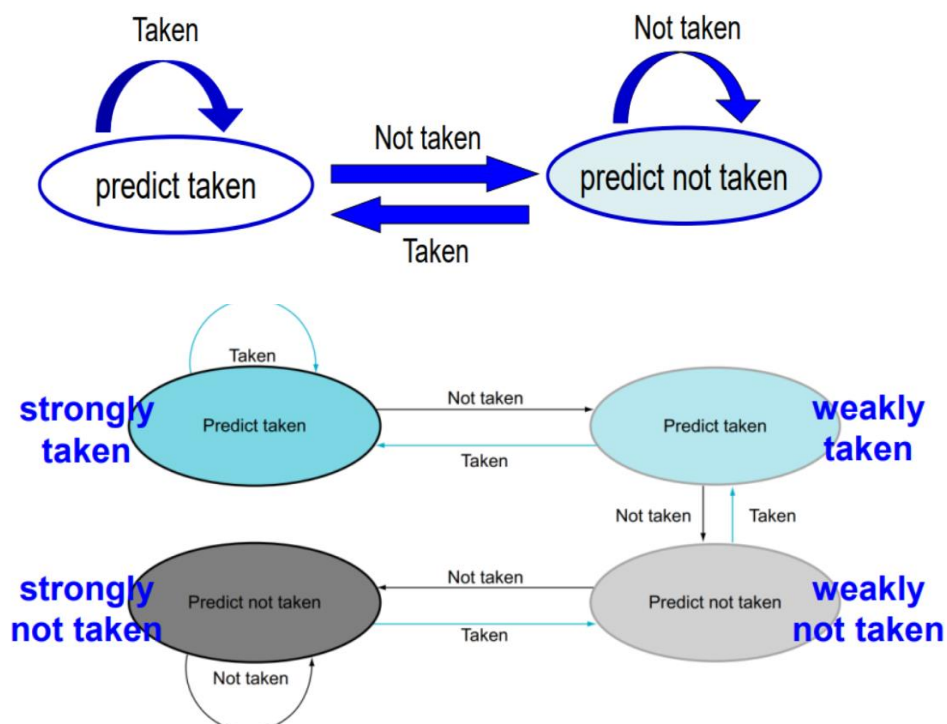 Taken
Not taken
predict taken
Not taken
predict not taken
Taken
Taken
strongly
taken
Predict taken
Not taken
Taken
Predict taken
weakly
taken
Not taken
Taken
strongly
not taken
Predict not taken
Not taken
Taken
Predict not taken
weakly
not taken
Not taken